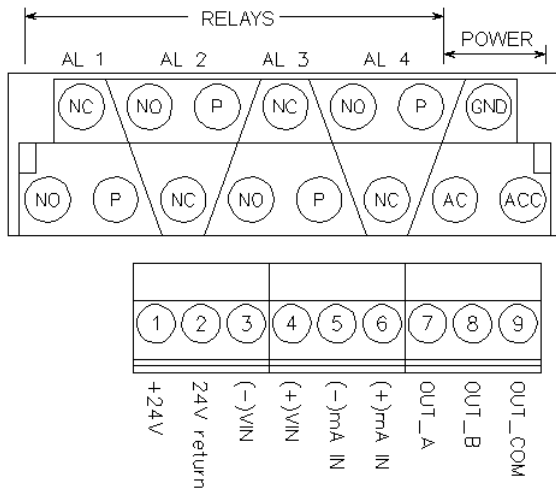 RELAYS
POWER
AL 1 AL 2 AL 3 AL 4
NC NO P NC NO P GND
NO P NC NO P NC AC ACC
1 2 3 4 5 6 7 8 9
+24V
24V return
(-)VIN
(+)VIN
(-)mA IN
(+)mA IN
OUT_A
OUT_B
OUT_COM